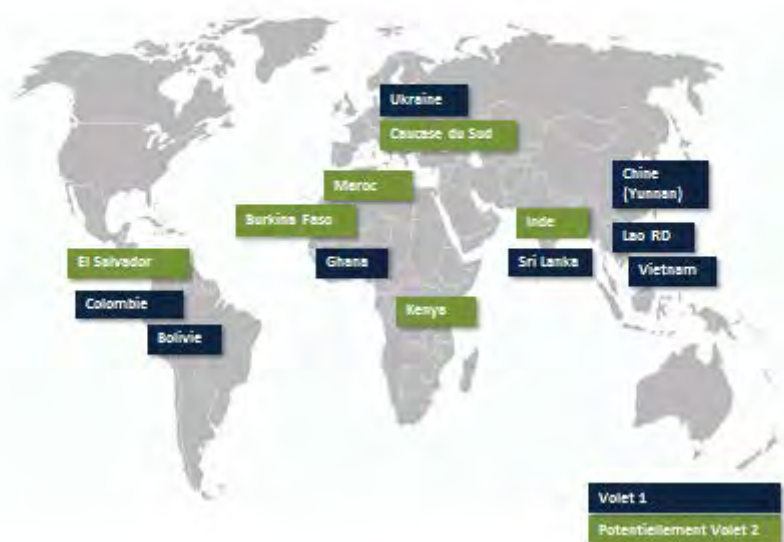 Ukraine
Caucase du Sud
Chine
(Yunnan)
Maroc
Burkina Faso
Inde
Lao RD
El Salvador
Ghana
Sri Lanka
Vietnam
Colombie
Kenya
Bolivie
Volet 1
Potentiellement Volet 2